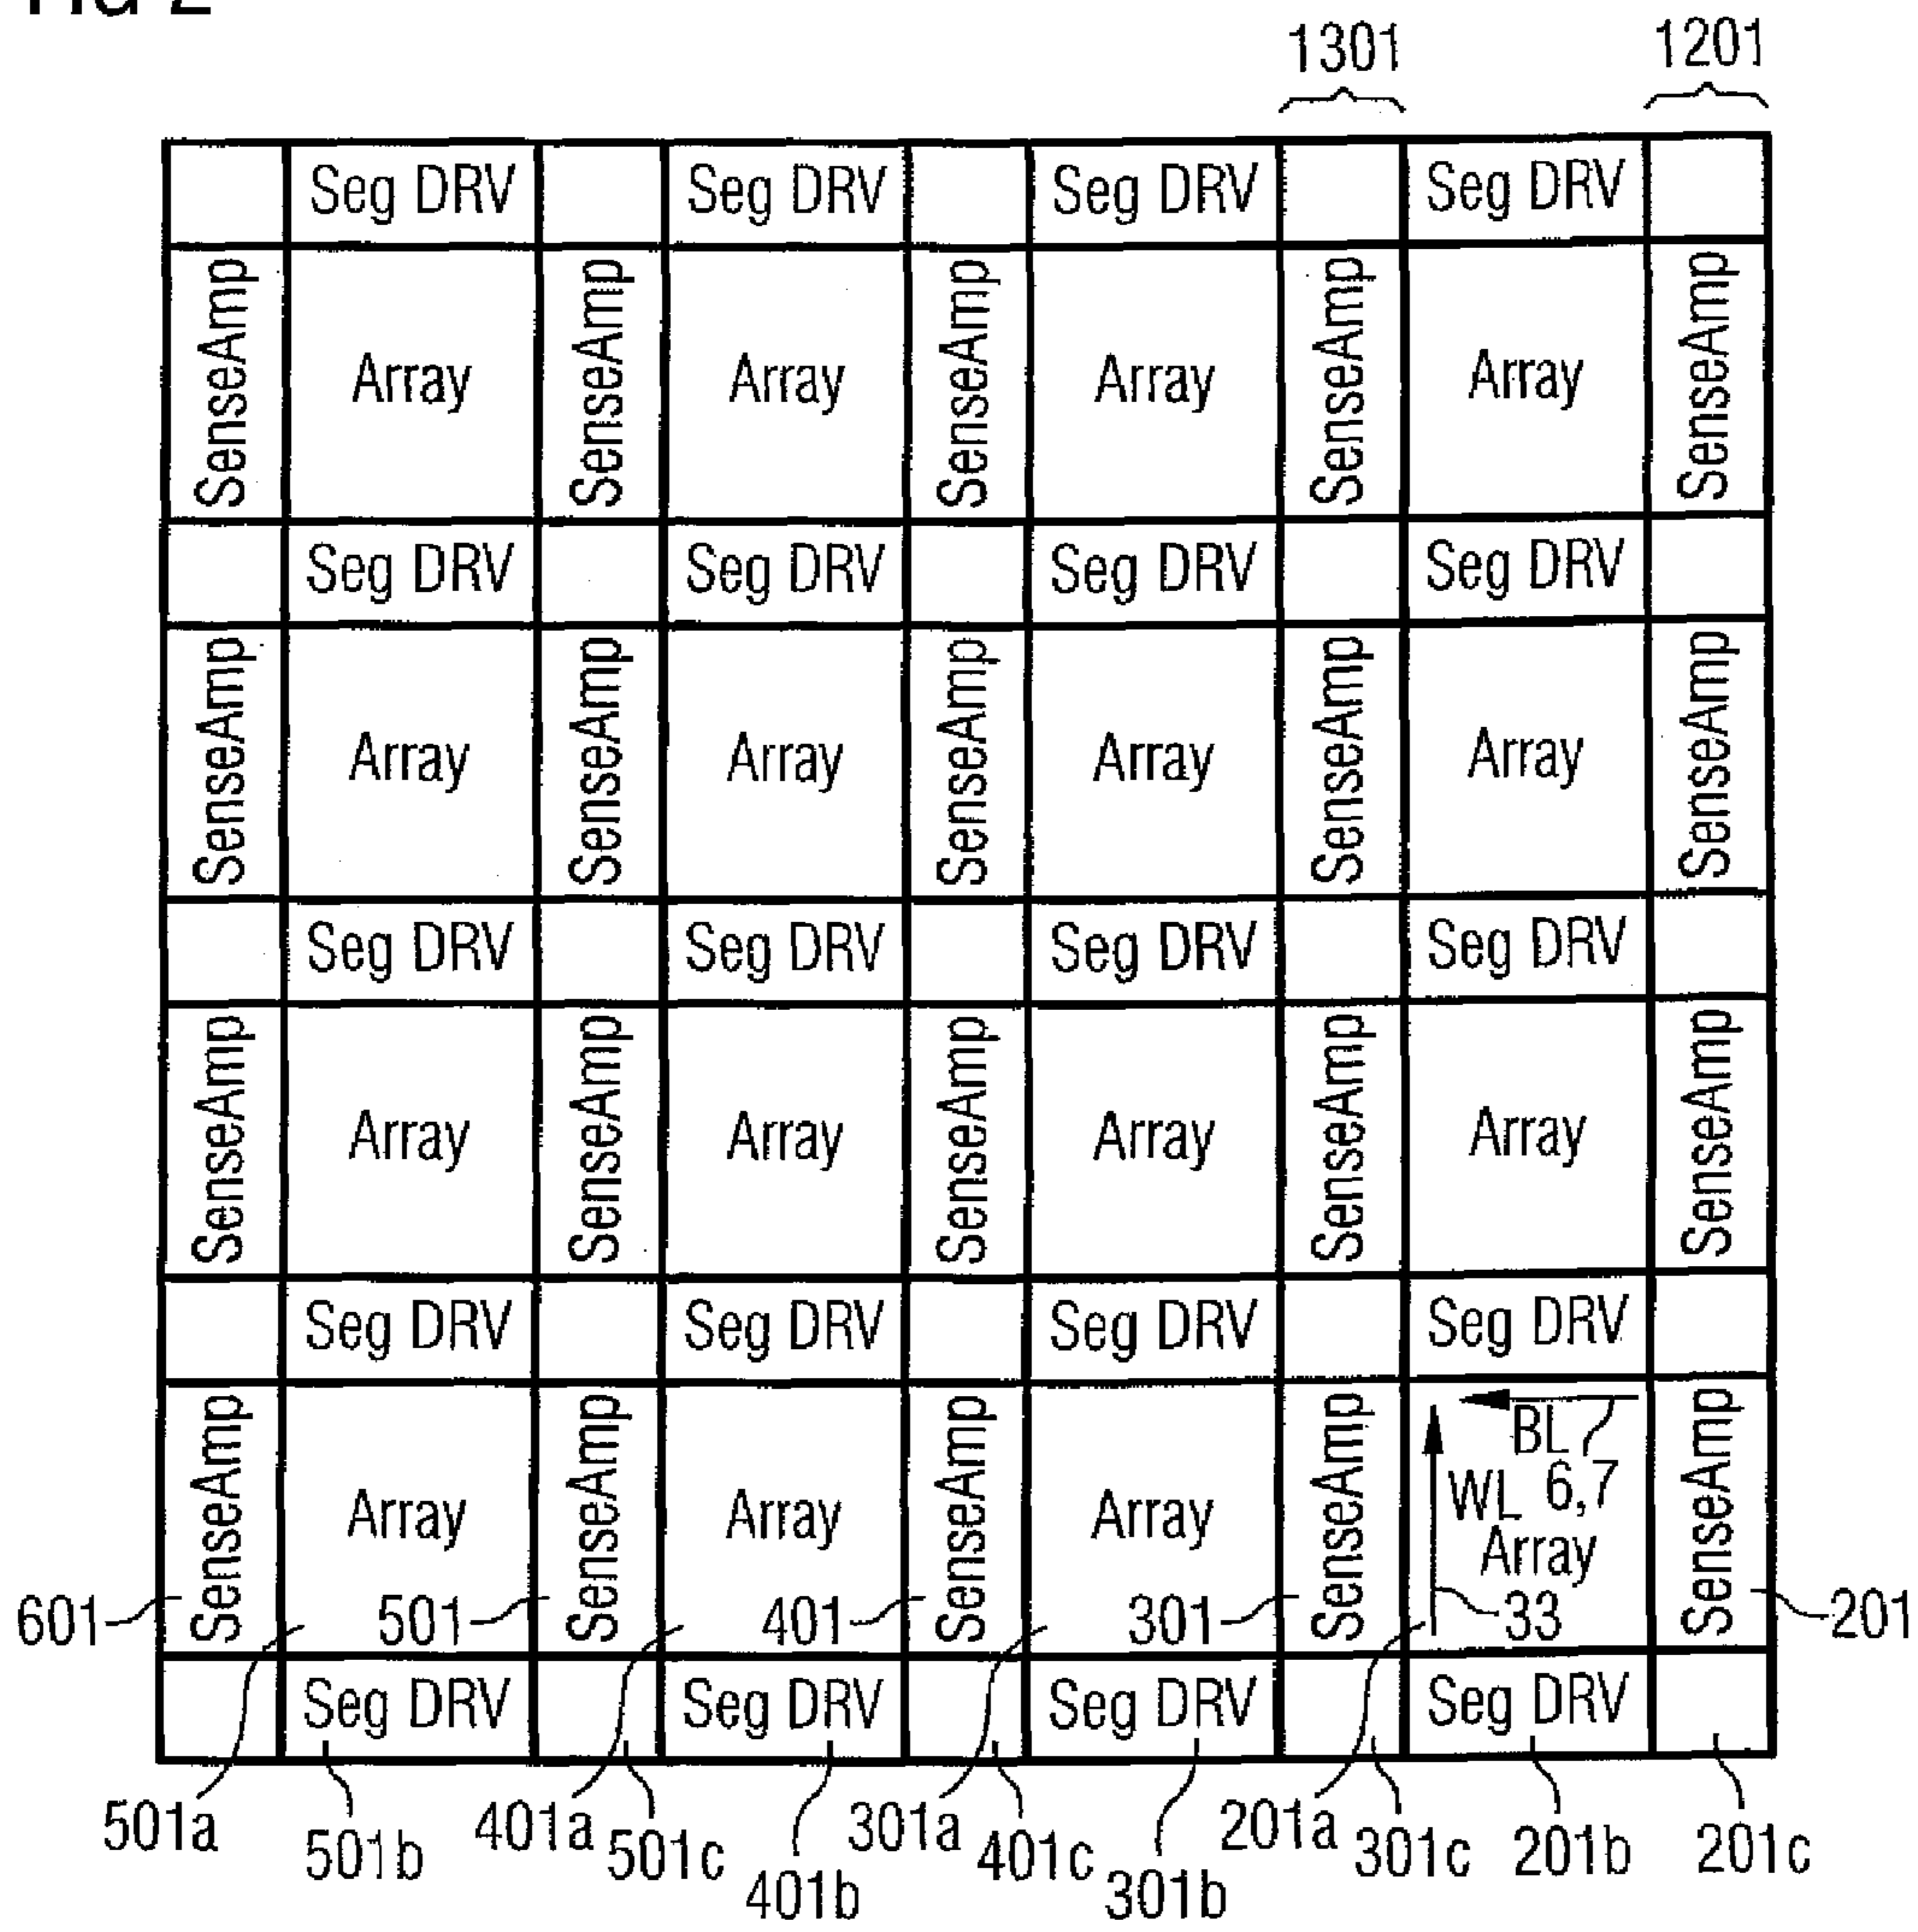 FIG 2
1301 1201
Seg DRV Seg DRV Seg DRV Seg DRV
SenseAmp Array SenseAmp Array SenseAmp Array SenseAmp Array SenseAmp
Seg DRV Seg DRV Seg DRV Seg DRV
SenseAmp Array SenseAmp Array SenseAmp Array SenseAmp Array SenseAmp
Seg DRV Seg DRV Seg DRV Seg DRV
SenseAmp Array SenseAmp Array SenseAmp Array SenseAmp Array SenseAmp
Seg DRV Seg DRV Seg DRV Seg DRV
SenseAmp Array SenseAmp Array SenseAmp Array SenseAmp BL SenseAmp
WL 6,7
Array
601 501 401 301 33 201
Seg DRV Seg DRV Seg DRV Seg DRV
501a 401a 301a 201a
501b 501c 401c 301c 201b 201c
401b 301b